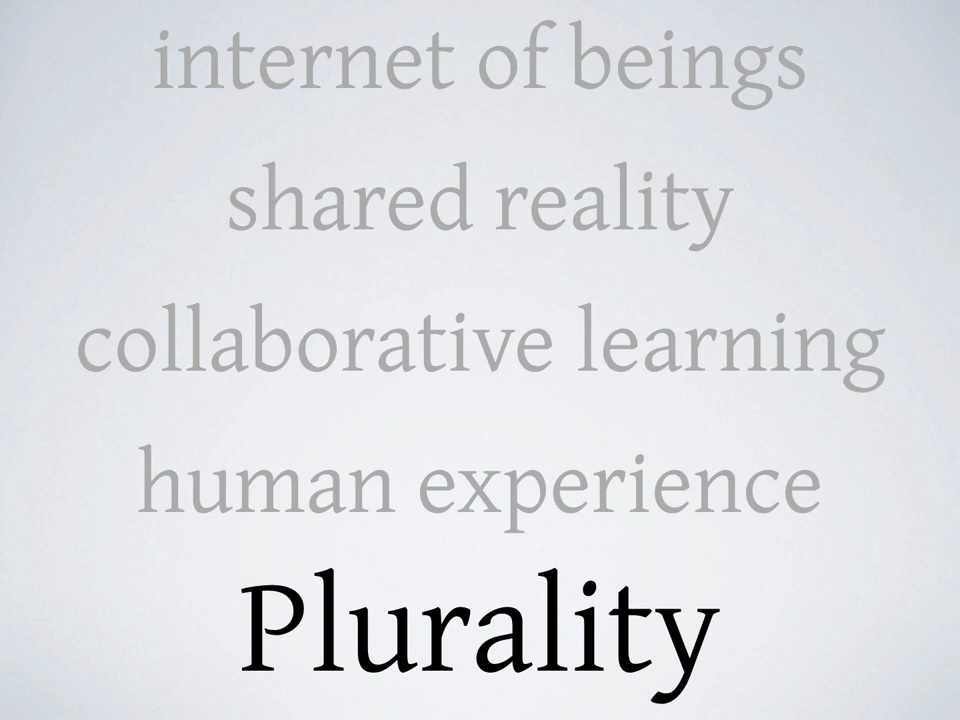 internet of beings
shared reality
collaborative learning
human experience
Plurality